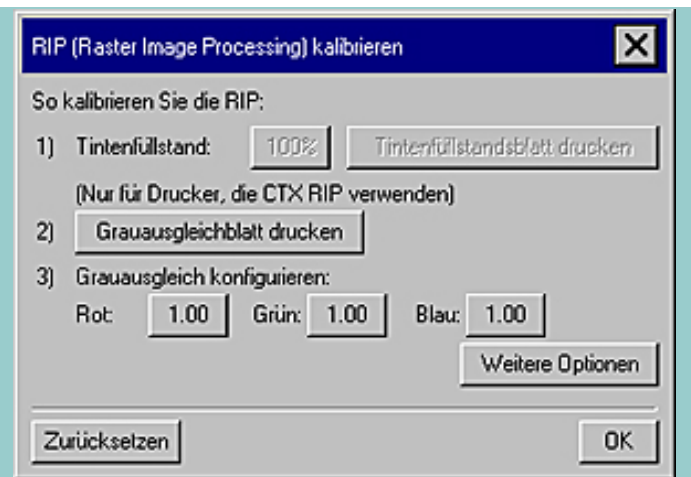 RIP (Raster Image Processing) kalibrieren
So kalibrieren Sie die RIP:
1) Tintenfüllstand: 100% Tintenfüllstandsblatt drucken
(Nur für Drucker, die CTX RIP verwenden)
2) Grauausgleichblatt drucken
3) Grauausgleich konfigurieren:
Rot: 1.00 Grün: 1.00 Blau: 1.00
Weitere Optionen
Zurücksetzen OK